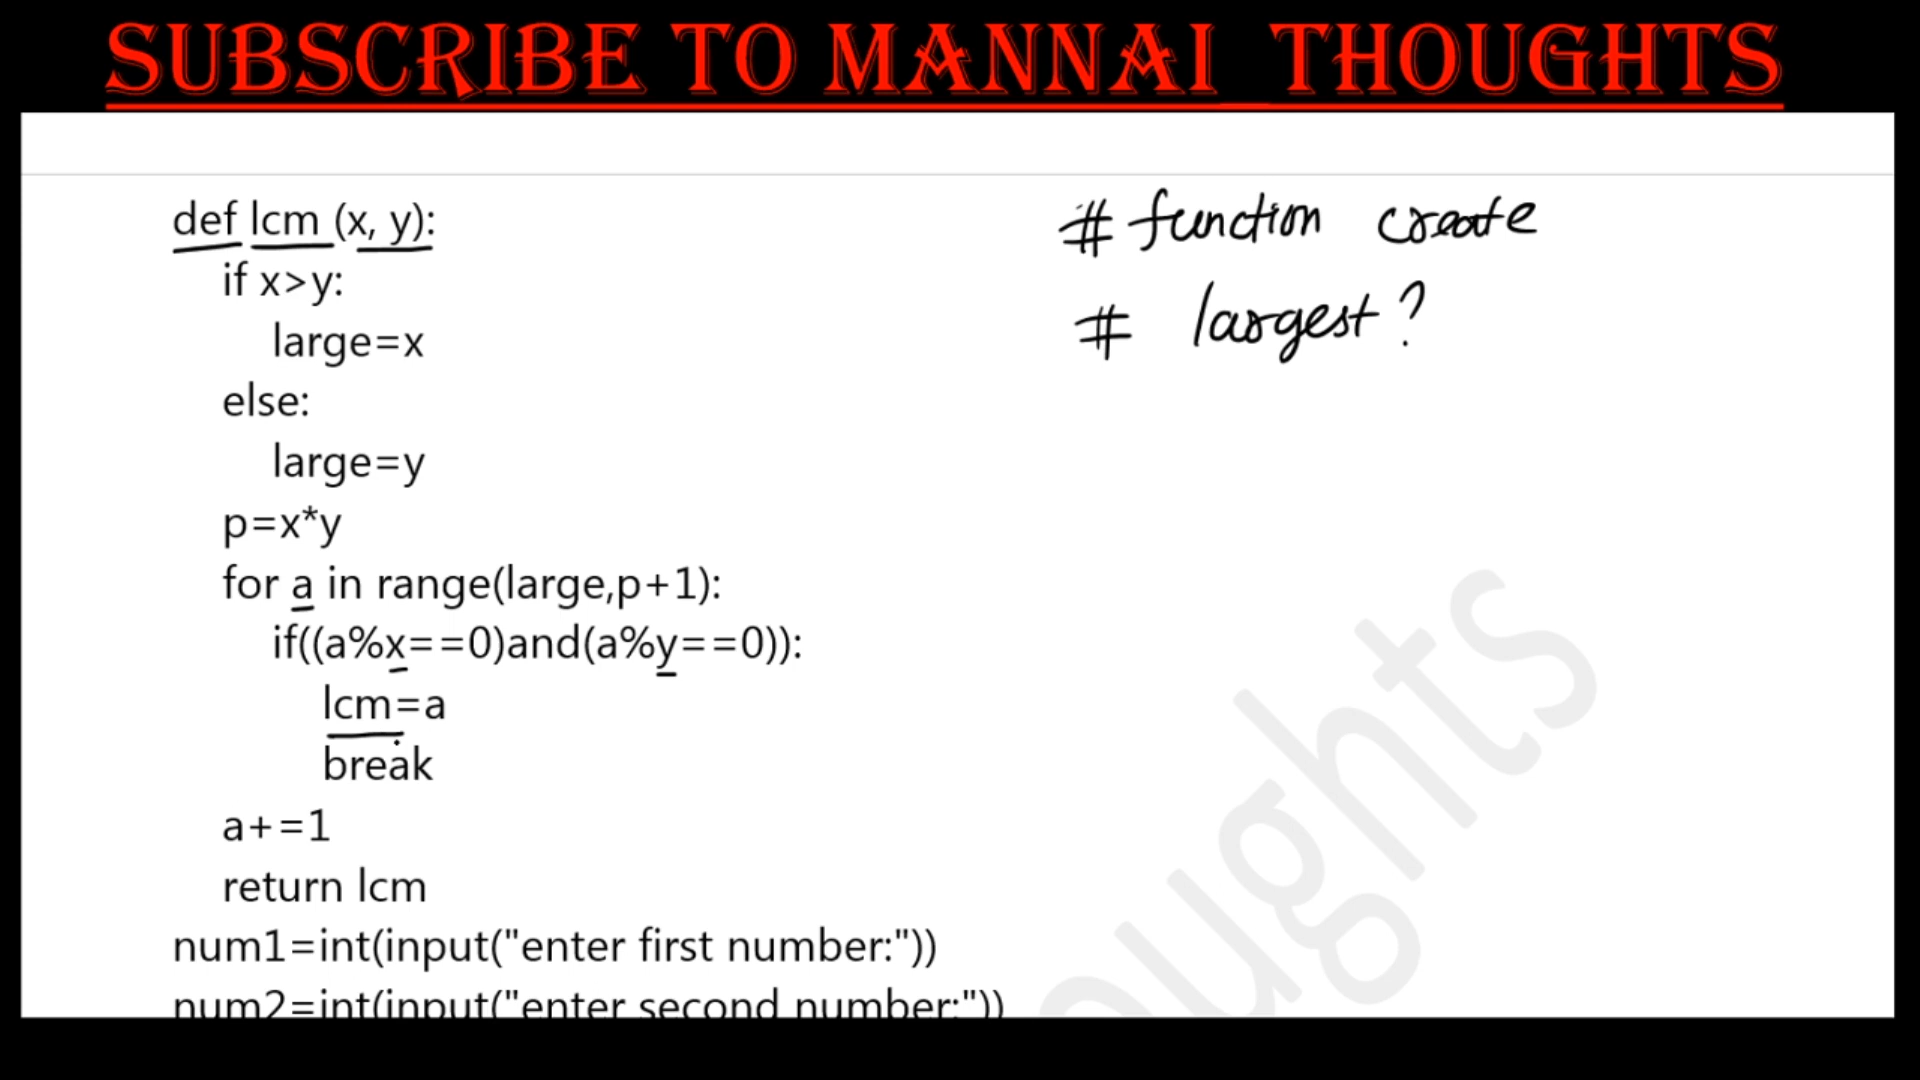 SUBSCRIBE TO MANNAI THOUGHTS
def lcm (x, y):
# function create
if x>y:
# largest?
large=x
else:
large=y
p=x*y
for a in range(large,p+1):
if((a%x==0)and(a%y==0)):
lcm=a
break
a+=1
return lcm
num1=int(input("enter first number:"))
num2=int(input("enter second number:"))
oughts